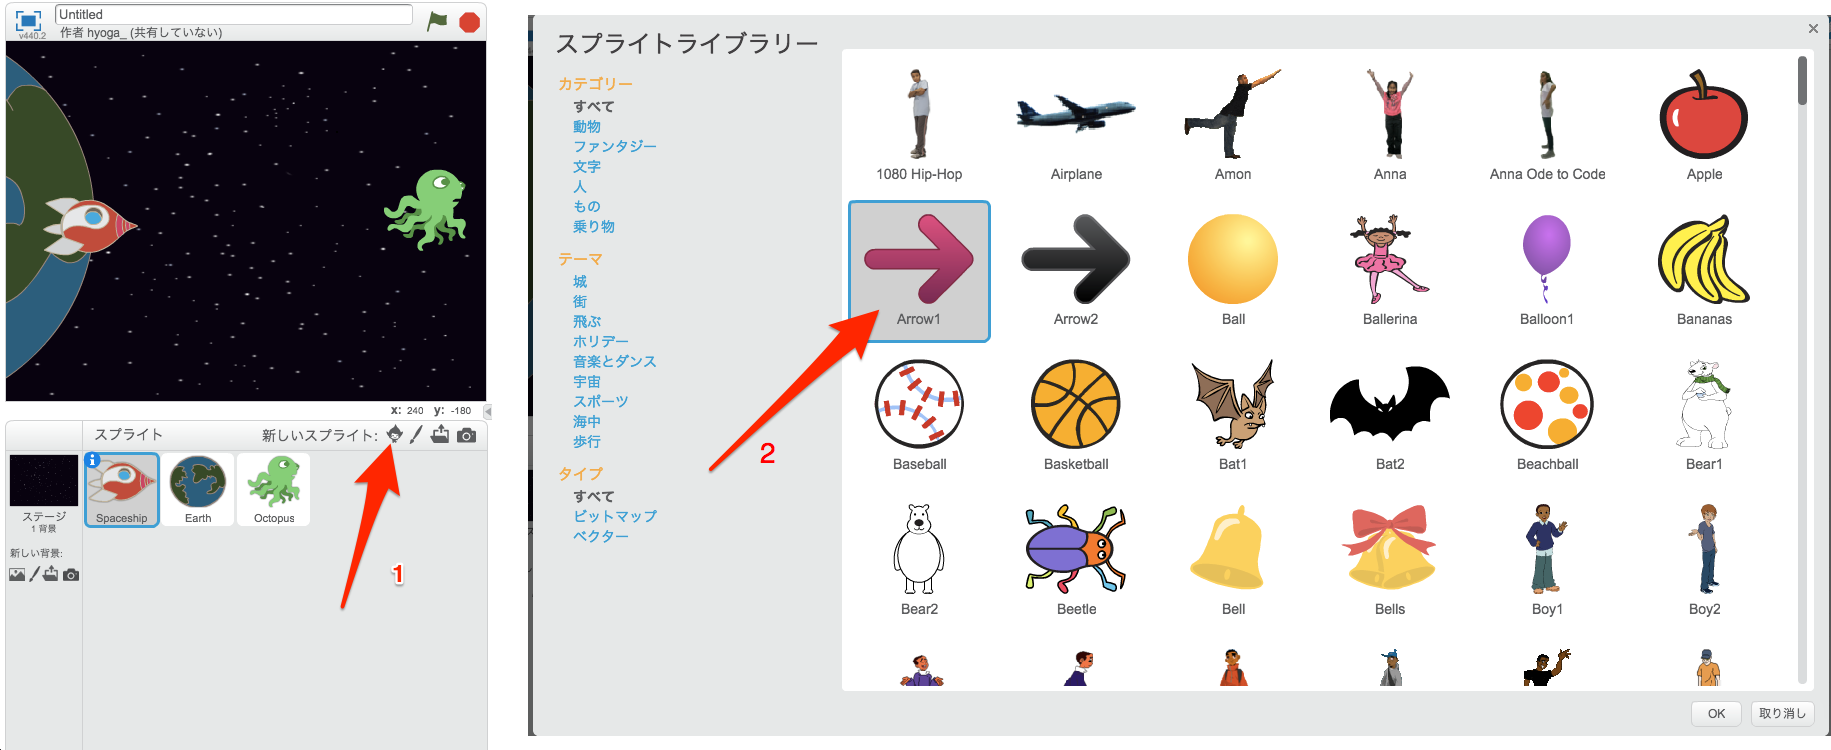 Untitled
v440.2
作者 hyoga_ (共有していない)
x: 240 y: -180
スプライト
新しいスプライト:
1
Spaceship
Earth
Octopus
ステージ
1 背景
新しい背景:
スプライトライブラリー
カテゴリー
すべて
動物
ファンタジー
文字
人
もの
乗り物
テーマ
城
街
飛ぶ
ホリデー
音楽とダンス
宇宙
スポーツ
海中
歩行
タイプ
すべて
ビットマップ
ベクター
2
1080 Hip-Hop
Airplane
Amon
Anna
Anna Ode to Code
Apple
Arrow1
Arrow2
Ball
Ballerina
Balloon1
Bananas
Baseball
Basketball
Bat1
Bat2
Beachball
Bear1
Bear2
Beetle
Bell
Bells
Boy1
Boy2
OK
取り消し